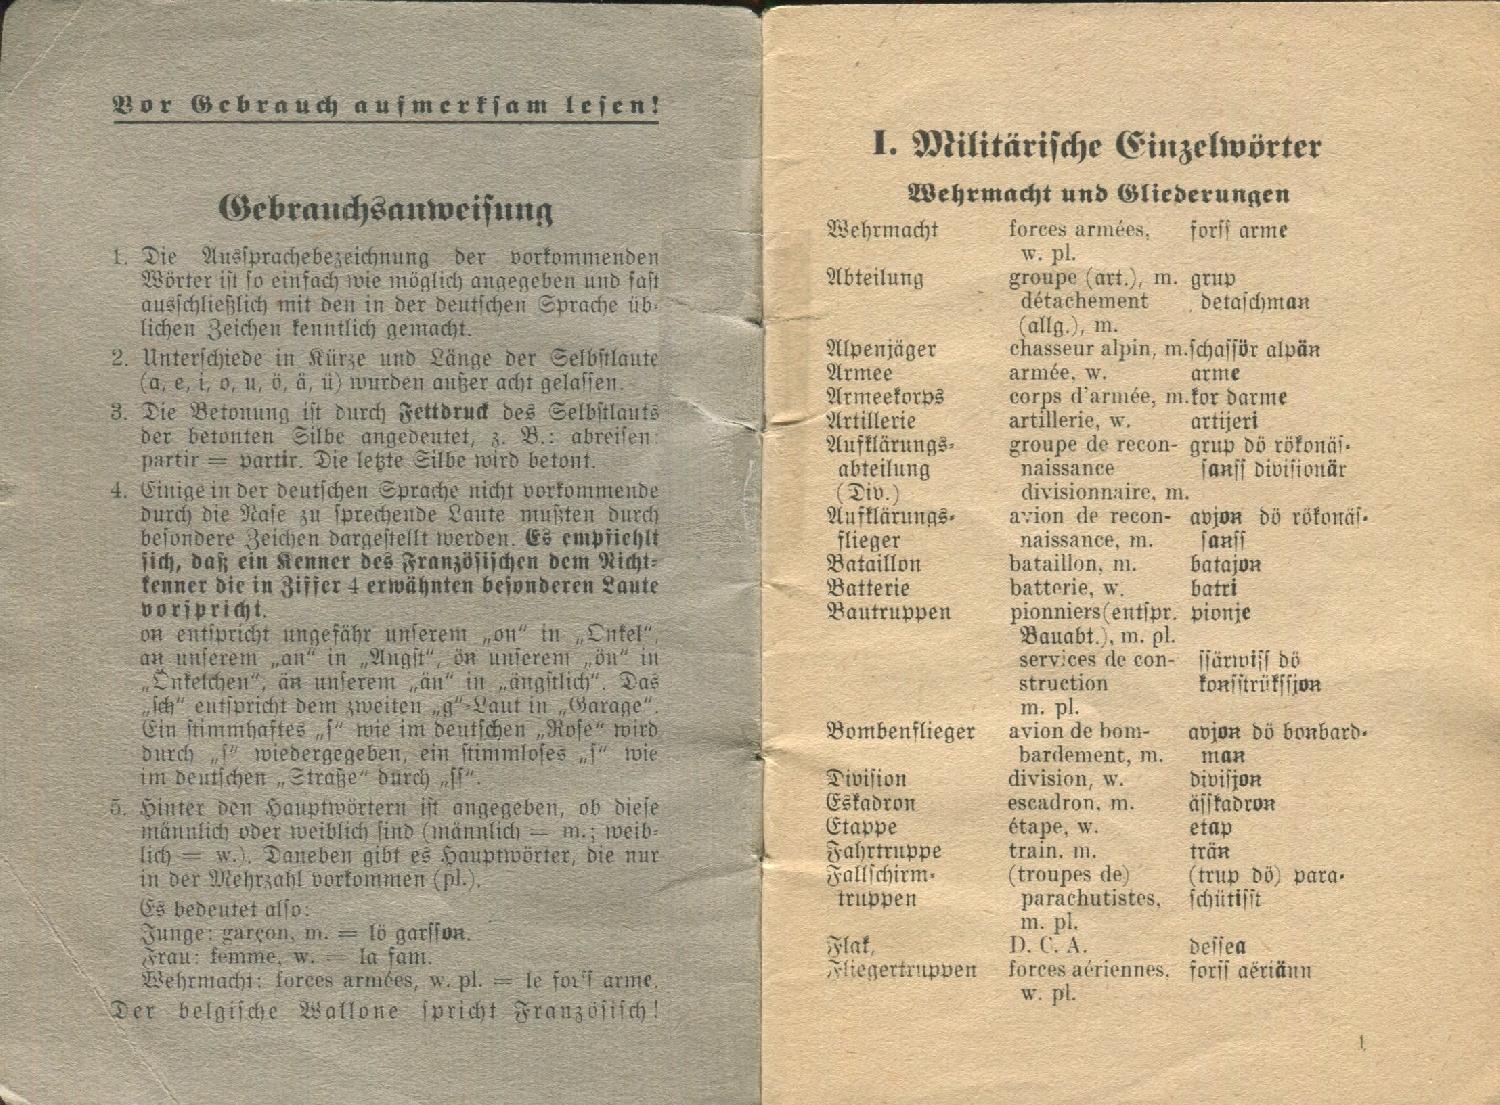 Vor Gebrauch aufmerksam lesen!
Gebrauchsanweisung
1. Die Aussprachebezeichnung der vorkommenden
Wörter ist so einfach wie möglich angegeben und fast
ausschließlich mit den in der deutschen Sprache üb-
lichen Zeichen kenntlich gemacht.
2. Unterschiede in Kürze und Länge der Selbstlaute
(a, e, i, o, u, ö, ä, ü) wurden außer acht gelassen.
3. Die Betonung ist durch Fettdruck des Selbstlauts
der betonten Silbe angedeutet, z. B.: abreisen:
partir = partir. Die letzte Silbe wird betont.
4. Einige in der deutschen Sprache nicht vorkommende
durch die Nase zu sprechende Laute mußten durch
besondere Zeichen dargestellt werden. Es empfiehlt
sich, daß ein Kenner des Französischen dem Nicht-
kenner die in Ziffer 4 erwähnten besonderen Laute
vorspricht.
on entspricht ungefähr unserem „on“ in „Onkel“,
an unserem „an“ in „Angst“, ön unserem „ön“ in
„Önkelchen“, än unserem „än“ in „ängstlich“. Das
„sch“ entspricht dem zweiten „g“-Laut in „Garage“.
Ein stimmhaftes „s“ wie im deutschen „Rose“ wird
durch „s“ wiedergegeben, ein stimmloses „s“ wie
im deutschen „Straße“ durch „ss“.
5. Hinter den Hauptwörtern ist angegeben, ob diese
männlich oder weiblich sind (männlich = m.; weib-
lich = w.). Daneben gibt es Hauptwörter, die nur
in der Mehrzahl vorkommen (pl.).
Es bedeutet also:
Junge: garçon, m. = lö garsson.
Frau: femme, w. = la fam.
Wehrmacht: forces armées, w. pl. = le forss arme.
Der belgische Wallone spricht Französisch!
I. Militärische Einzelwörter
Wehrmacht und Gliederungen
Wehrmacht forces armées, forss arme
w. pl.
Abteilung groupe (art.), m. grup
détachement detaschman
(allg.), m.
Alpenjäger chasseur alpin, m. schassör alpän
Armee armée, w. arme
Armeekorps corps d'armée, m. kor darme
Artillerie artillerie, w. artijeri
Aufklärungs- groupe de recon- grup dö rökonäs-
abteilung naissance sanss divisionär
(Div.) divisionnaire, m.
Aufklärungs- avion de recon- avjon dö rökonäs-
flieger naissance, m. sanss
Bataillon bataillon, m. batajon
Batterie batterie, w. batri
Bautruppen pionniers (entspr. pionje
Bauabt.), m. pl.
services de con- ssärwiss dö
struction konsstrükssjon
m. pl.
Bombenflieger avion de bom- avjon dö bonbard-
bardement, m. man
Division division, w. divisjon
Eskadron escadron, m. ässkadron
Etappe étape, w. etap
Fahrtruppe train, m. trän
Fallschirm- (troupes de) (trup dö) para-
truppen parachutistes, schütisst
m. pl.
Flak, D. C. A. dessea
Fliegertruppen forces aériennes, forss aëriänn
w. pl.
1